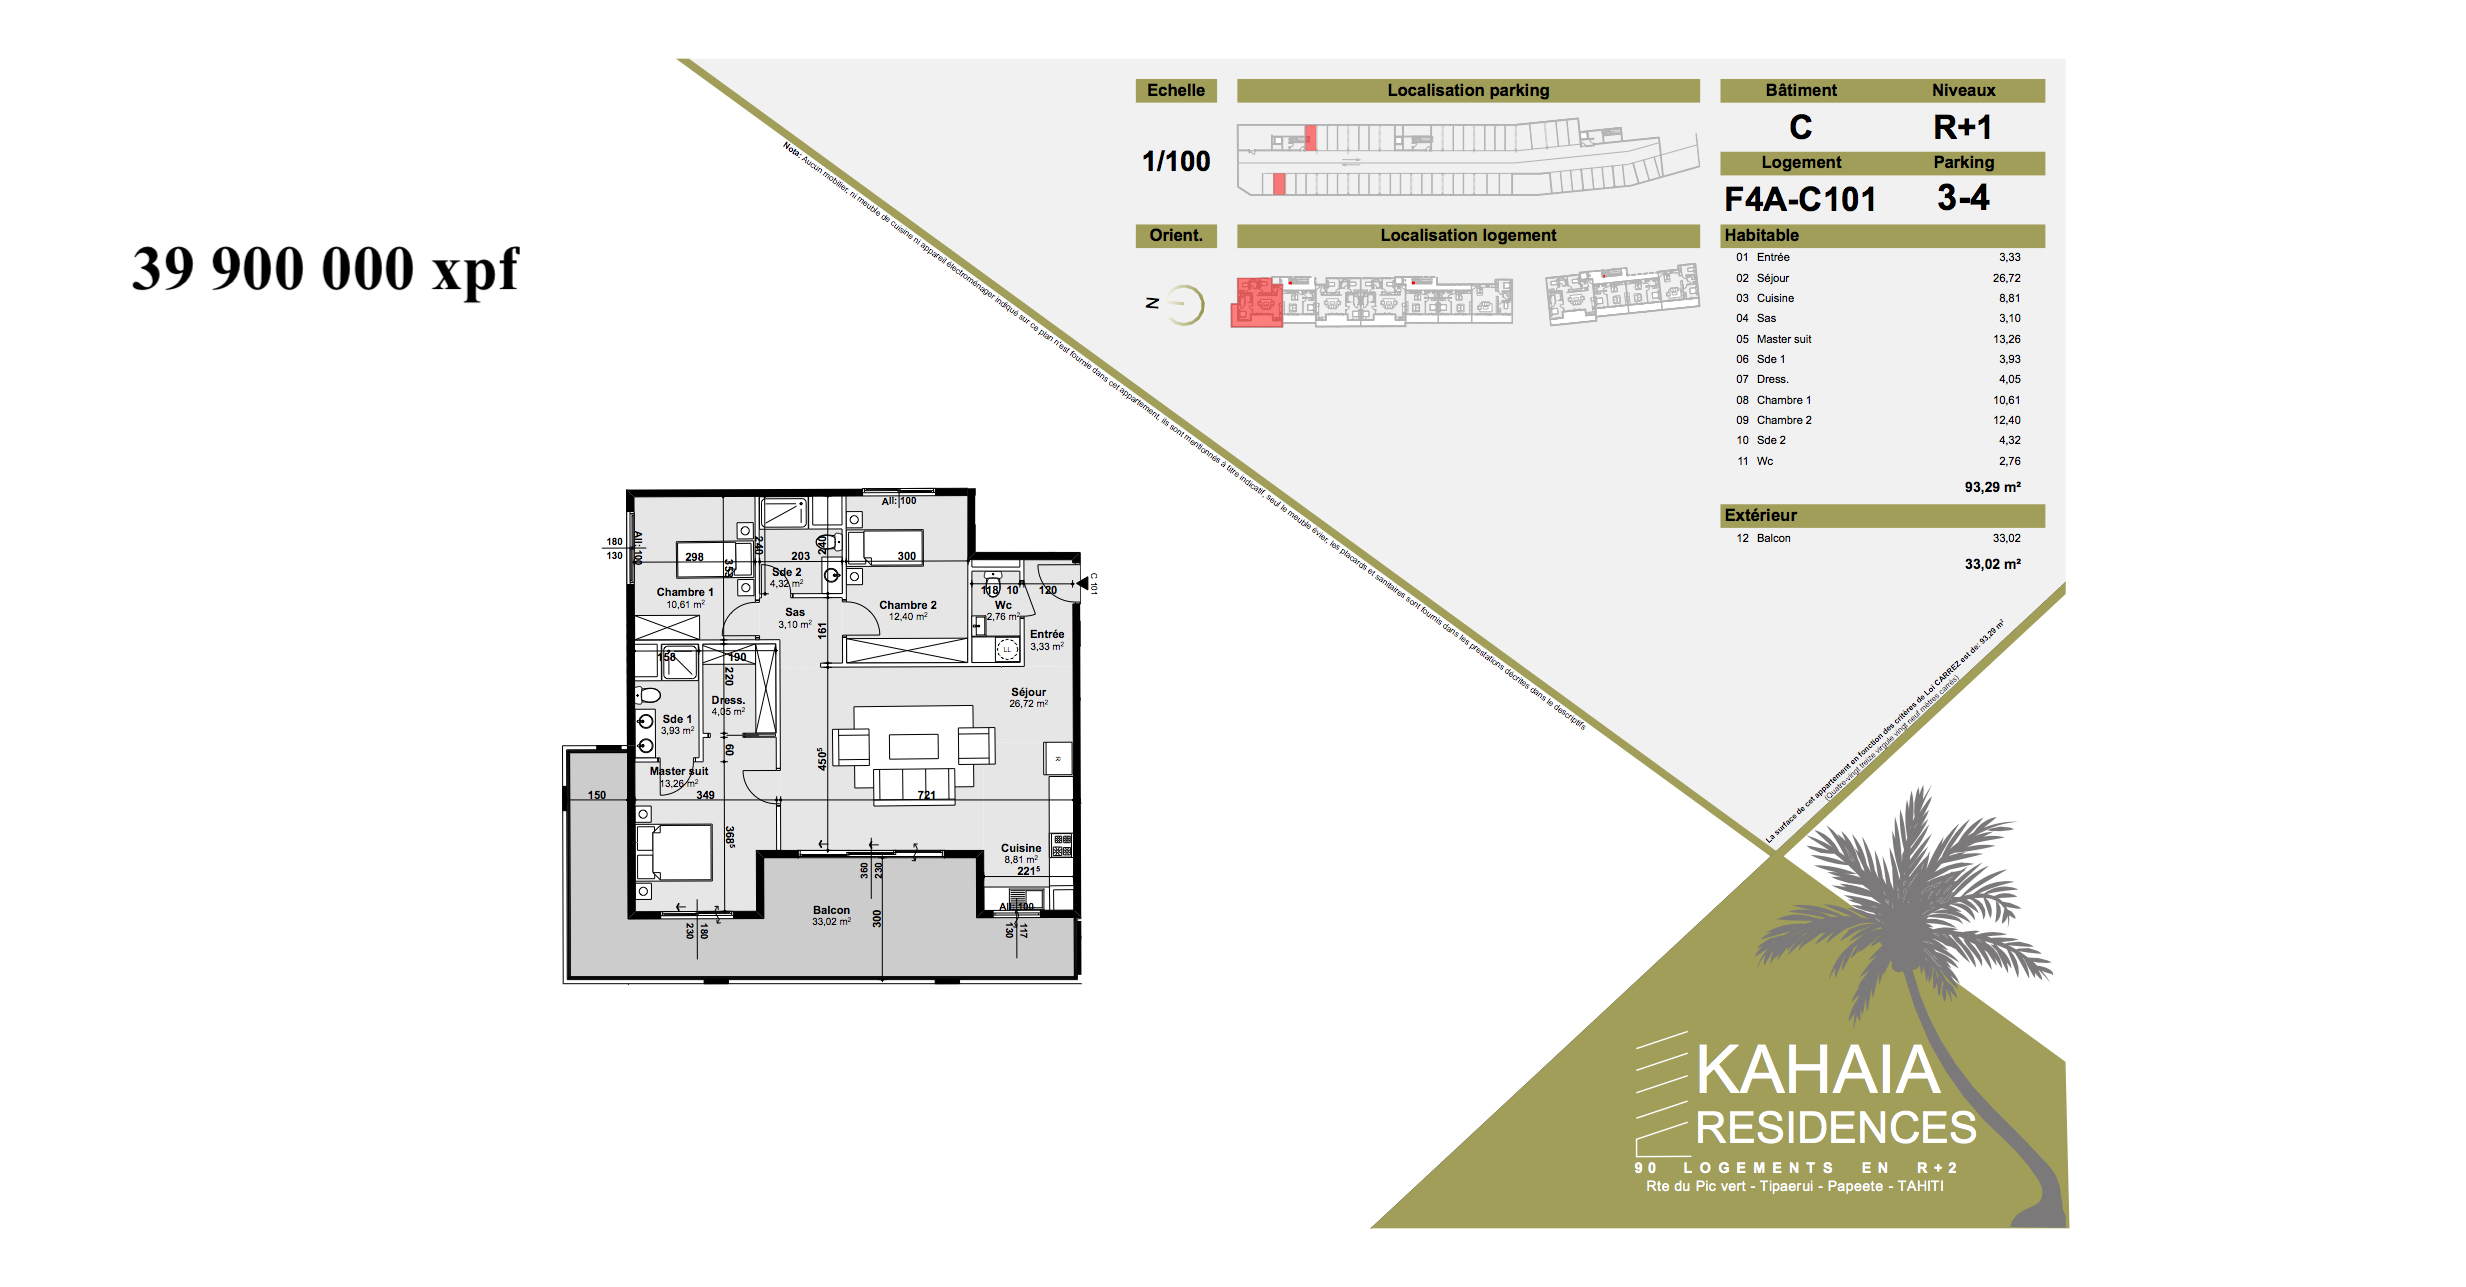 39 900 000 xpf
Echelle
1/100
Localisation parking
Orient.
N
Localisation logement
Bâtiment Niveaux
C R+1
Logement Parking
F4A-C101 3-4
Habitable
01 Entrée 3,33
02 Séjour 26,72
03 Cuisine 8,81
04 Sas 3,10
05 Master suit 13,26
06 Sde 1 3,93
07 Dress. 4,05
08 Chambre 1 10,61
09 Chambre 2 12,40
10 Sde 2 4,32
11 Wc 2,76
93,29 m²
Extérieur
12 Balcon 33,02
33,02 m²
Nota: Aucun mobilier, ni meuble de cuisine ni appareil électroménager indiqué sur ce plan n'est fournie dans cet appartement, ils sont mentionnés à titre indicatif, seul le meuble évier, les placards et sanitaires sont fournis dans les prestations décrites dans le descriptifs
La surface de cet appartement en fonction des critères de Loi CARREZ est de: 93,29 m²
(Quatre-vingt treize virgule vingt neuf mètres carrés)
All: 100
180
130
All: 100
298
353
240
203
240
300
Sde 2
4,32 m²
Chambre 1
10,61 m²
Sas
3,10 m²
161
Chambre 2
12,40 m²
118 10 120
C 101
Wc
2,76 m²
Entrée
3,33 m²
LL
158
190
220
Dress.
4,05 m²
Sde 1
3,93 m²
60
Séjour
26,72 m²
450⁵
R
Master suit
13,26 m²
150
349
721
368⁵
Cuisine
8,81 m²
221⁵
360
230
All: 100
Balcon
33,02 m²
300
180
230
117
130
KAHAIA
RESIDENCES
90 LOGEMENTS EN R+2
Rte du Pic vert - Tipaerui - Papeete - TAHITI